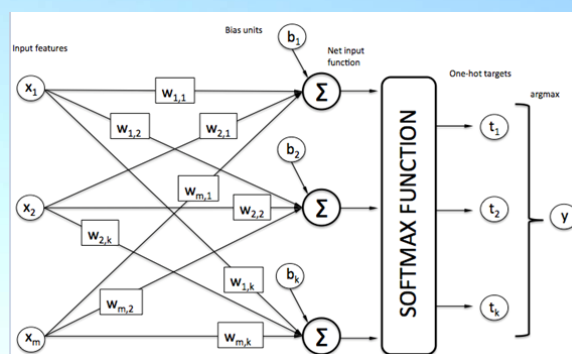 Bias units
b1
Net input
function
Input features
One-hot targets
argmax
x1
w1,1
Σ
w1,2
w2,1
t1
b2
wm,1
x2
w2,2
Σ
SOFTMAX FUNCTION
t2
y
w2,k
bk
w1,k
wm,2
tk
xm
wm,k
Σ